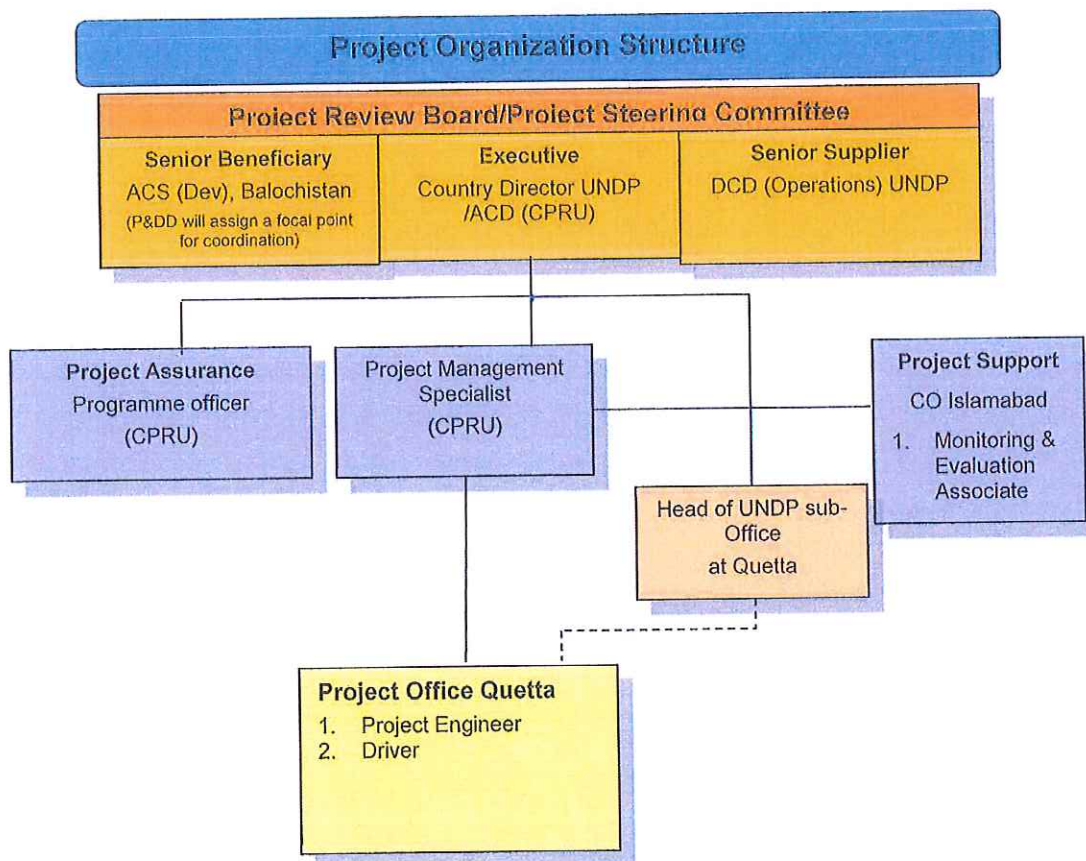 Project Organization Structure
Project Review Board/Project Steering Committee
Senior Beneficiary
ACS (Dev), Balochistan
(P&DD will assign a focal point
for coordination)
Executive
Country Director UNDP
/ACD (CPRU)
Senior Supplier
DCD (Operations) UNDP
Project Assurance
Programme officer
(CPRU)
Project Management
Specialist
(CPRU)
Project Support
CO Islamabad
1. Monitoring &
Evaluation
Associate
Head of UNDP sub-
Office
at Quetta
Project Office Quetta
1. Project Engineer
2. Driver